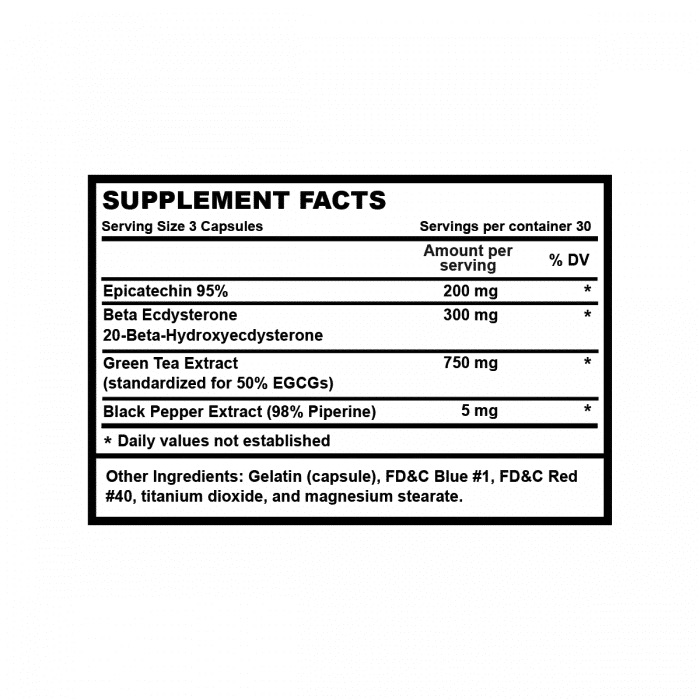 SUPPLEMENT FACTS
Serving Size 3 Capsules Servings per container 30
Amount per
serving % DV
Epicatechin 95% 200 mg *
Beta Ecdysterone 300 mg *
20-Beta-Hydroxyecdysterone
Green Tea Extract 750 mg *
(standardized for 50% EGCGs)
Black Pepper Extract (98% Piperine) 5 mg *
* Daily values not established
Other Ingredients: Gelatin (capsule), FD&C Blue #1, FD&C Red
#40, titanium dioxide, and magnesium stearate.